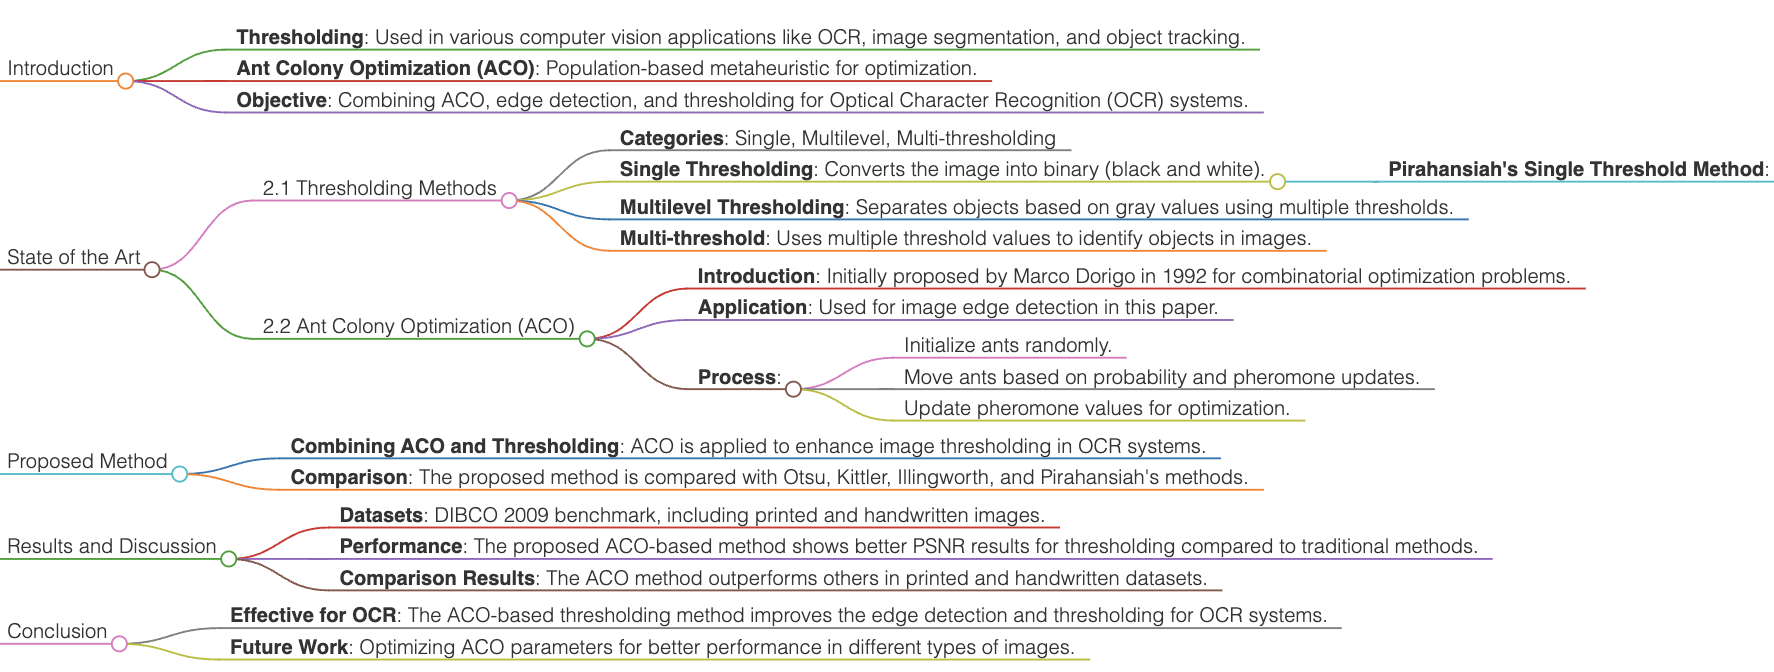 Introduction
Thresholding: Used in various computer vision applications like OCR, image segmentation, and object tracking.
Ant Colony Optimization (ACO): Population-based metaheuristic for optimization.
Objective: Combining ACO, edge detection, and thresholding for Optical Character Recognition (OCR) systems.
State of the Art
2.1 Thresholding Methods
Categories: Single, Multilevel, Multi-thresholding
Single Thresholding: Converts the image into binary (black and white).
Pirahansiah's Single Threshold Method:
Multilevel Thresholding: Separates objects based on gray values using multiple thresholds.
Multi-threshold: Uses multiple threshold values to identify objects in images.
2.2 Ant Colony Optimization (ACO)
Introduction: Initially proposed by Marco Dorigo in 1992 for combinatorial optimization problems.
Application: Used for image edge detection in this paper.
Process:
Initialize ants randomly.
Move ants based on probability and pheromone updates.
Update pheromone values for optimization.
Proposed Method
Combining ACO and Thresholding: ACO is applied to enhance image thresholding in OCR systems.
Comparison: The proposed method is compared with Otsu, Kittler, Illingworth, and Pirahansiah's methods.
Results and Discussion
Datasets: DIBCO 2009 benchmark, including printed and handwritten images.
Performance: The proposed ACO-based method shows better PSNR results for thresholding compared to traditional methods.
Comparison Results: The ACO method outperforms others in printed and handwritten datasets.
Conclusion
Effective for OCR: The ACO-based thresholding method improves the edge detection and thresholding for OCR systems.
Future Work: Optimizing ACO parameters for better performance in different types of images.